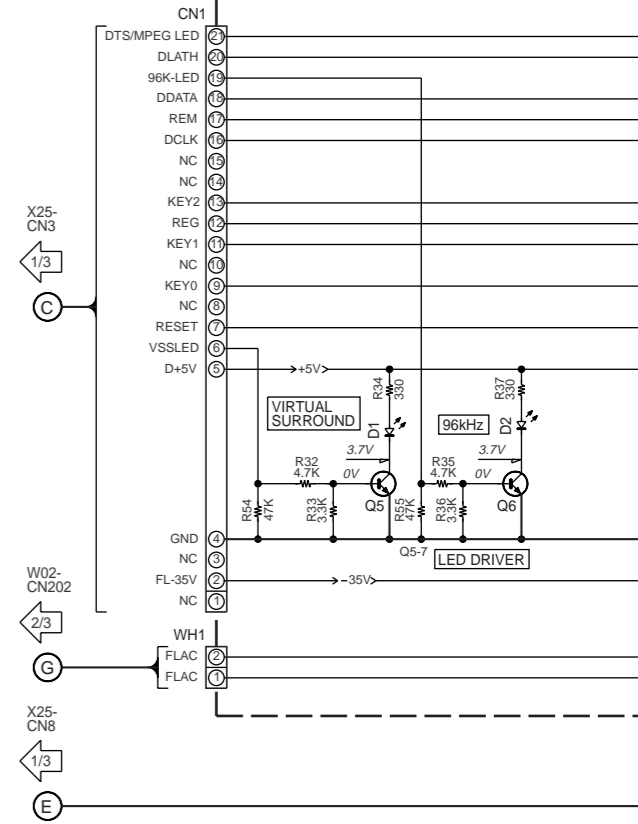 CN1
DTS/MPEG LED 21
DLATH 20
96K-LED 19
DDATA 18
REM 17
DCLK 16
NC 15
NC 14
KEY2 13
REG 12
KEY1 11
NC 10
KEY0 9
NC 8
RESET 7
VSSLED 6
D+5V 5
GND 4
NC 3
FL-35V 2
NC 1
X25-
CN3
1/3
C
+5V
VIRTUAL
SURROUND
R34
330
D1
3.7V
0V
R32
4.7K
R54
47K
R33
3.3K
Q5
96kHz
R37
330
D2
3.7V
0V
R35
4.7K
R55
47K
R36
3.3K
Q6
Q5-7
LED DRIVER
-35V
W02-
CN202
2/3
G
WH1
FLAC 2
FLAC 1
X25-
CN8
1/3
E